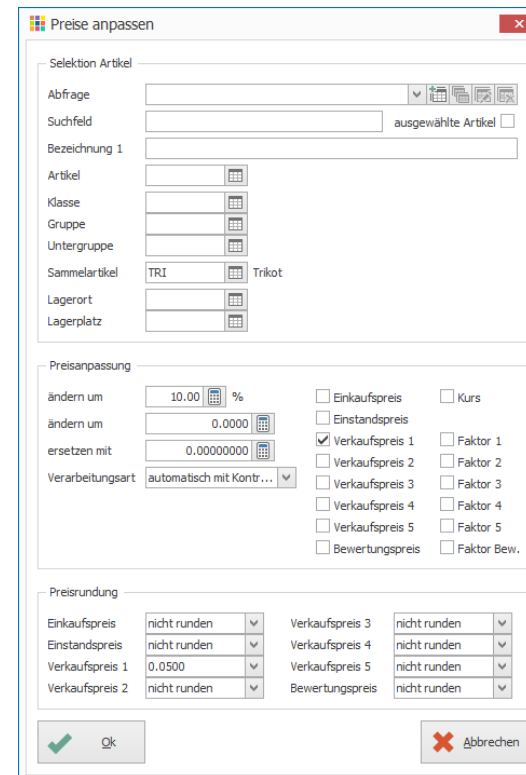 Preise anpassen
Selektion Artikel
Abfrage
Suchfeld ausgewählte Artikel
Bezeichnung 1
Artikel
Klasse
Gruppe
Untergruppe
Sammelartikel TRI Trikot
Lagerort
Lagerplatz
Preisanpassung
ändern um 10.00 % Einkaufspreis Kurs
ändern um 0.0000 Einstandspreis
ersetzen mit 0.00000000 Verkaufspreis 1 Faktor 1
Verarbeitungsart automatisch mit Kontr... Verkaufspreis 2 Faktor 2
Verkaufspreis 3 Faktor 3
Verkaufspreis 4 Faktor 4
Verkaufspreis 5 Faktor 5
Bewertungspreis Faktor Bew.
Preisrundung
Einkaufspreis nicht runden Verkaufspreis 3 nicht runden
Einstandspreis nicht runden Verkaufspreis 4 nicht runden
Verkaufspreis 1 0.0500 Verkaufspreis 5 nicht runden
Verkaufspreis 2 nicht runden Bewertungspreis nicht runden
Ok Abbrechen